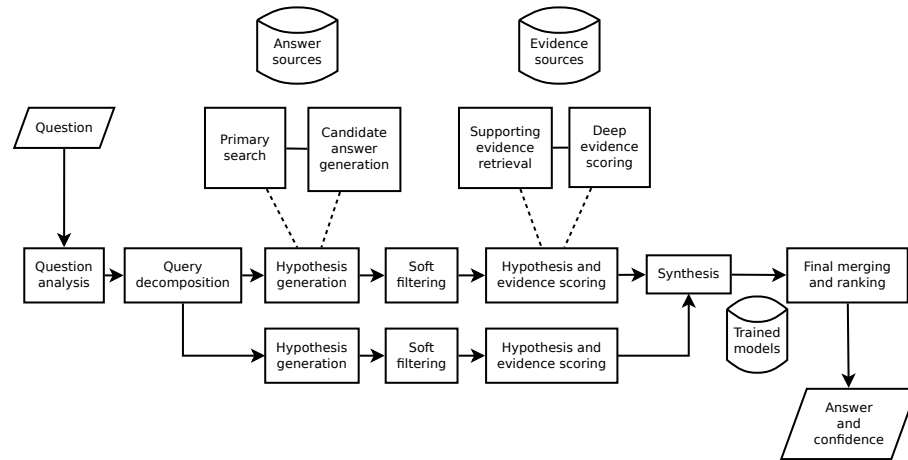 Answer
sources
Evidence
sources
Question
Primary
search
Candidate
answer
generation
Supporting
evidence
retrieval
Deep
evidence
scoring
Question
analysis
Query
decomposition
Hypothesis
generation
Soft
filtering
Hypothesis and
evidence scoring
Synthesis
Final merging
and ranking
Trained
models
Hypothesis
generation
Soft
filtering
Hypothesis and
evidence scoring
Answer
and
confidence